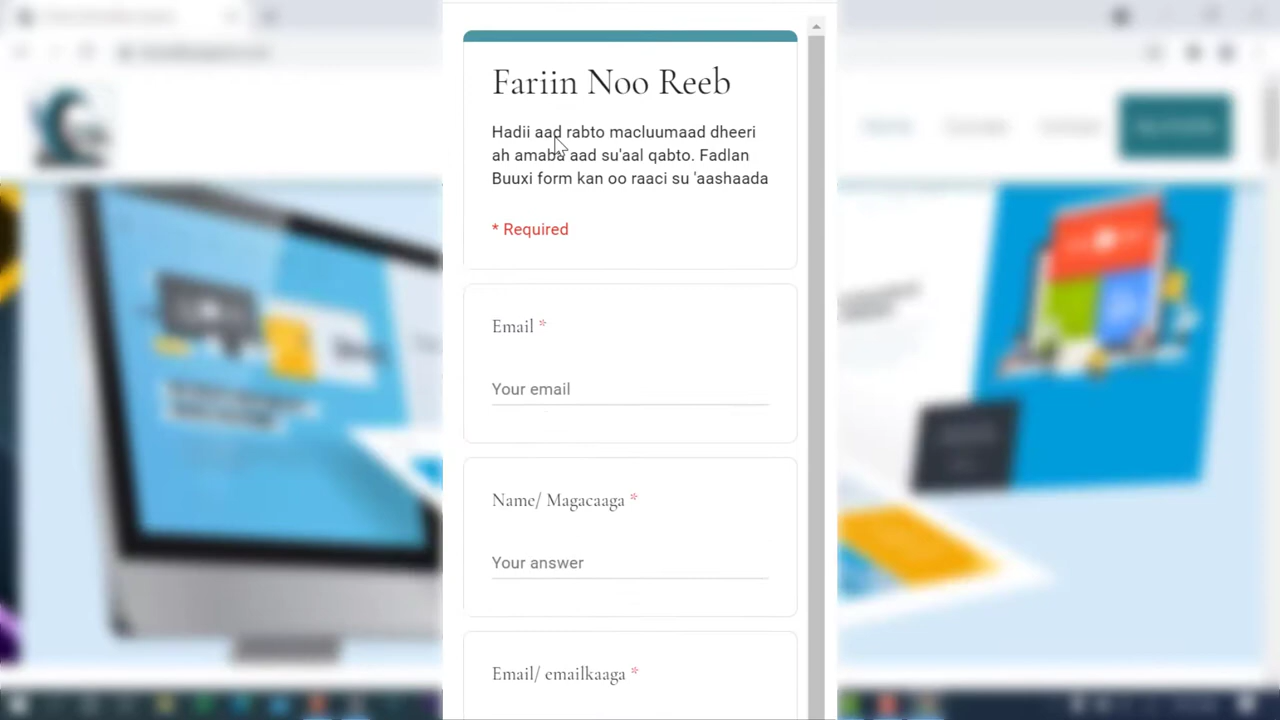 Fariin Noo Reeb
Hadii aad rabto macluumaad dheeri
ah amaba aad su'aal qabto. Fadlan
Buuxi form kan oo raaci su 'aashaada
* Required
Email *
Your email
Name/ Magacaaga *
Your answer
Email/ emailkaaga *